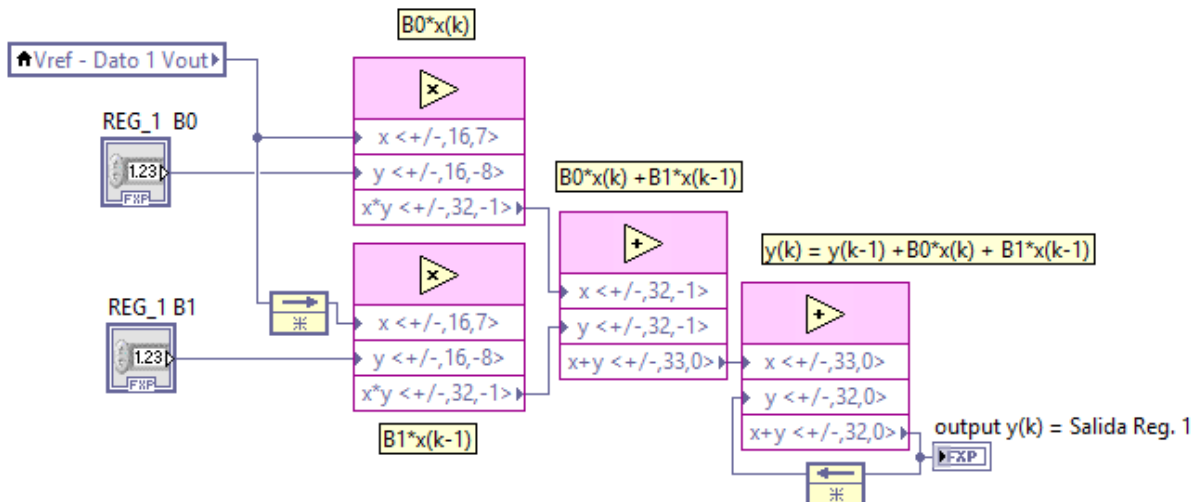 B0*x(k)
Vref - Dato 1 Vout
x
REG_1 B0
x <+/-,16,7>
1.23
y <+/-,16,-8>
FXP
B0*x(k) +B1*x(k-1)
x*y <+/-,32,-1>
+
y(k) = y(k-1) +B0*x(k) + B1*x(k-1)
x
x <+/-,32,-1>
REG_1 B1
x <+/-,16,7>
y <+/-,32,-1>
+
1.23
y <+/-,16,-8>
x+y <+/-,33,0>
x <+/-,33,0>
FXP
x*y <+/-,32,-1>
y <+/-,32,0>
B1*x(k-1)
x+y <+/-,32,0>
output y(k) = Salida Reg. 1
FXP